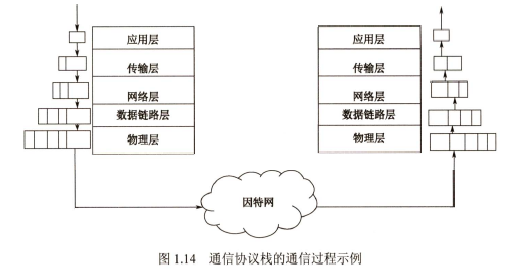 应用层
传输层
网络层
数据链路层
物理层
应用层
传输层
网络层
数据链路层
物理层
因特网
图 1.14 通信协议栈的通信过程示例